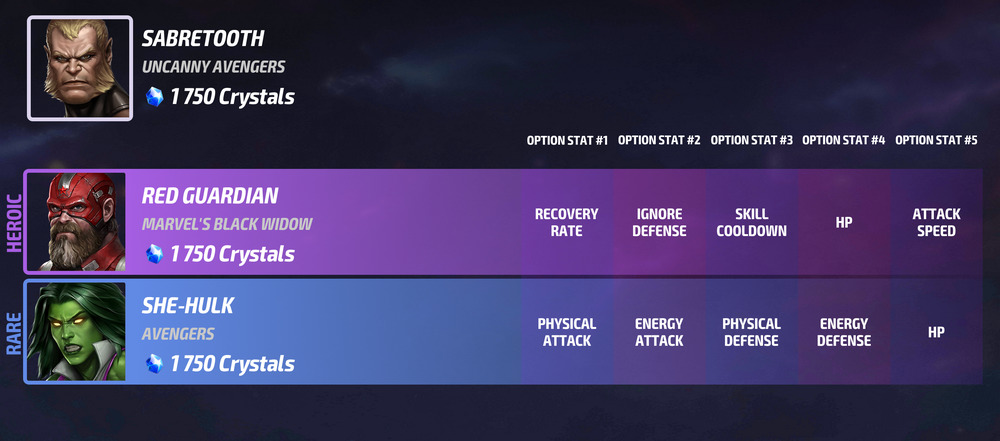 SABRETOOTH
UNCANNY AVENGERS
1 750 Crystals
OPTION STAT #1 OPTION STAT #2 OPTION STAT #3 OPTION STAT #4 OPTION STAT #5
HEROIC
RED GUARDIAN
MARVEL'S BLACK WIDOW
1 750 Crystals
RECOVERY RATE
IGNORE DEFENSE
SKILL COOLDOWN
HP
ATTACK SPEED
RARE
SHE-HULK
AVENGERS
1 750 Crystals
PHYSICAL ATTACK
ENERGY ATTACK
PHYSICAL DEFENSE
ENERGY DEFENSE
HP